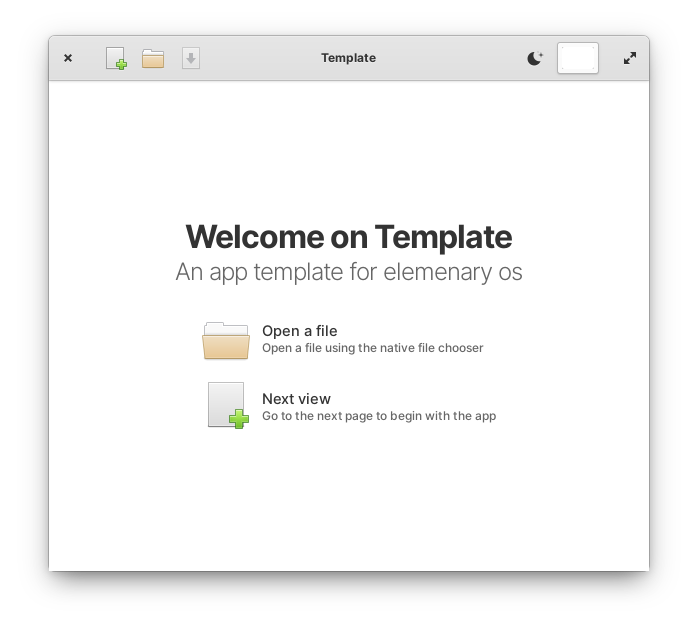 Template
Welcome on Template
An app template for elemenary os
Open a file
Open a file using the native file chooser
Next view
Go to the next page to begin with the app